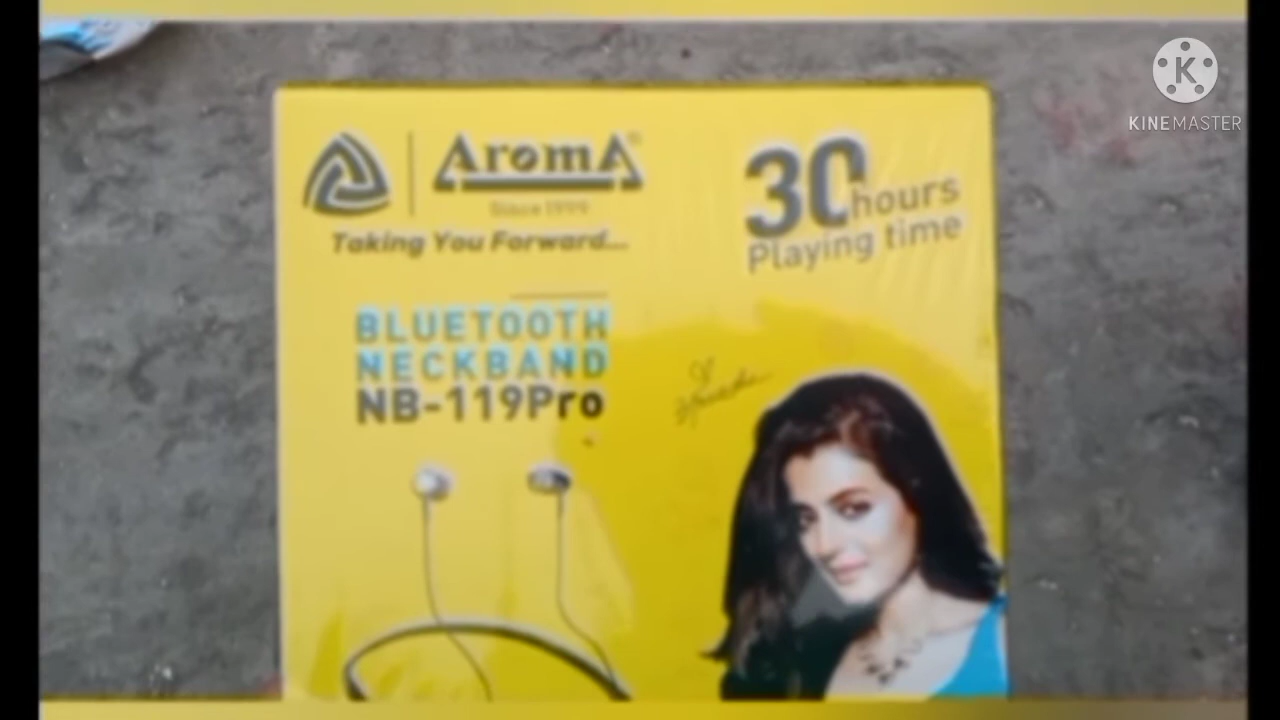 AromA
Since 1999
Taking You Forward...
30 hours
Playing time
BLUETOOTH
NECKBAND
NB-119Pro
KINEMASTER